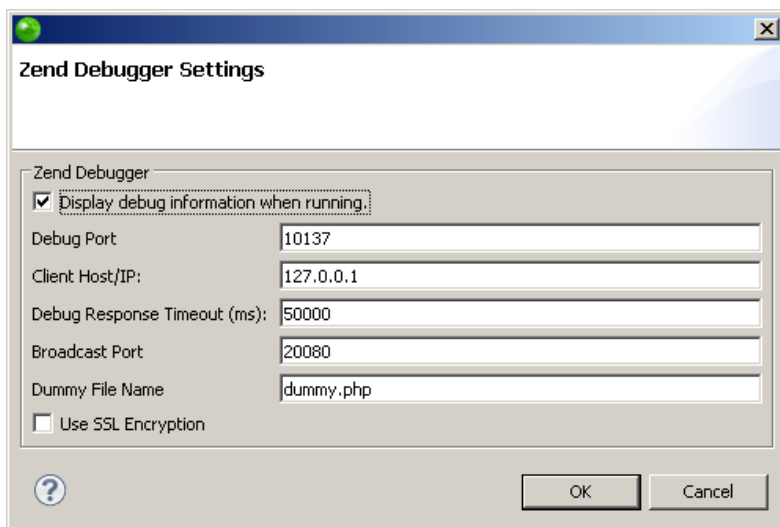 Zend Debugger Settings
Zend Debugger
Display debug information when running.
Debug Port 10137
Client Host/IP: 127.0.0.1
Debug Response Timeout (ms): 50000
Broadcast Port 20080
Dummy File Name dummy.php
Use SSL Encryption
? OK Cancel